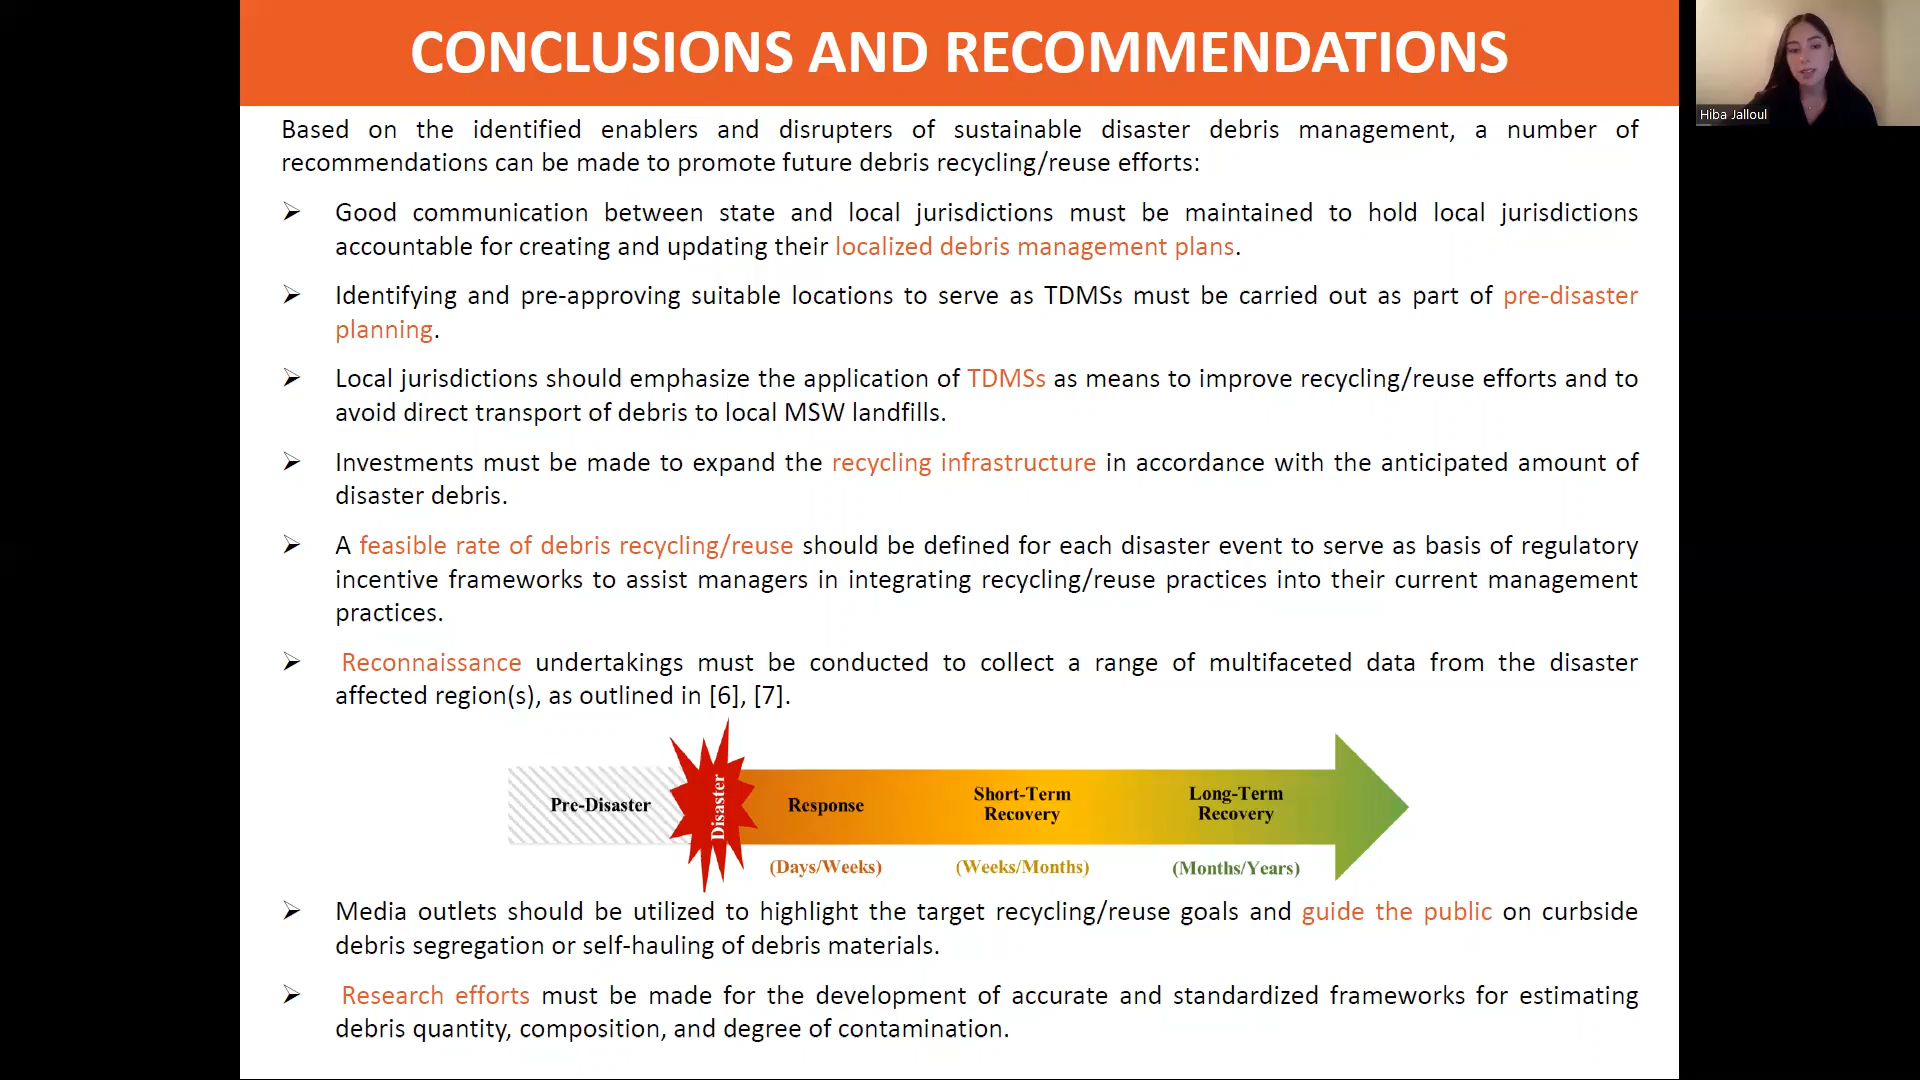 CONCLUSIONS AND RECOMMENDATIONS
Hiba Jalloul
Based on the identified enablers and disrupters of sustainable disaster debris management, a number of
recommendations can be made to promote future debris recycling/reuse efforts:
➢ Good communication between state and local jurisdictions must be maintained to hold local jurisdictions
accountable for creating and updating their localized debris management plans.
➢ Identifying and pre-approving suitable locations to serve as TDMSs must be carried out as part of pre-disaster
planning.
➢ Local jurisdictions should emphasize the application of TDMSs as means to improve recycling/reuse efforts and to
avoid direct transport of debris to local MSW landfills.
➢ Investments must be made to expand the recycling infrastructure in accordance with the anticipated amount of
disaster debris.
➢ A feasible rate of debris recycling/reuse should be defined for each disaster event to serve as basis of regulatory
incentive frameworks to assist managers in integrating recycling/reuse practices into their current management
practices.
➢ Reconnaissance undertakings must be conducted to collect a range of multifaceted data from the disaster
affected region(s), as outlined in [6], [7].
Pre-Disaster
Disaster
Response
(Days/Weeks)
Short-Term
Recovery
(Weeks/Months)
Long-Term
Recovery
(Months/Years)
➢ Media outlets should be utilized to highlight the target recycling/reuse goals and guide the public on curbside
debris segregation or self-hauling of debris materials.
➢ Research efforts must be made for the development of accurate and standardized frameworks for estimating
debris quantity, composition, and degree of contamination.